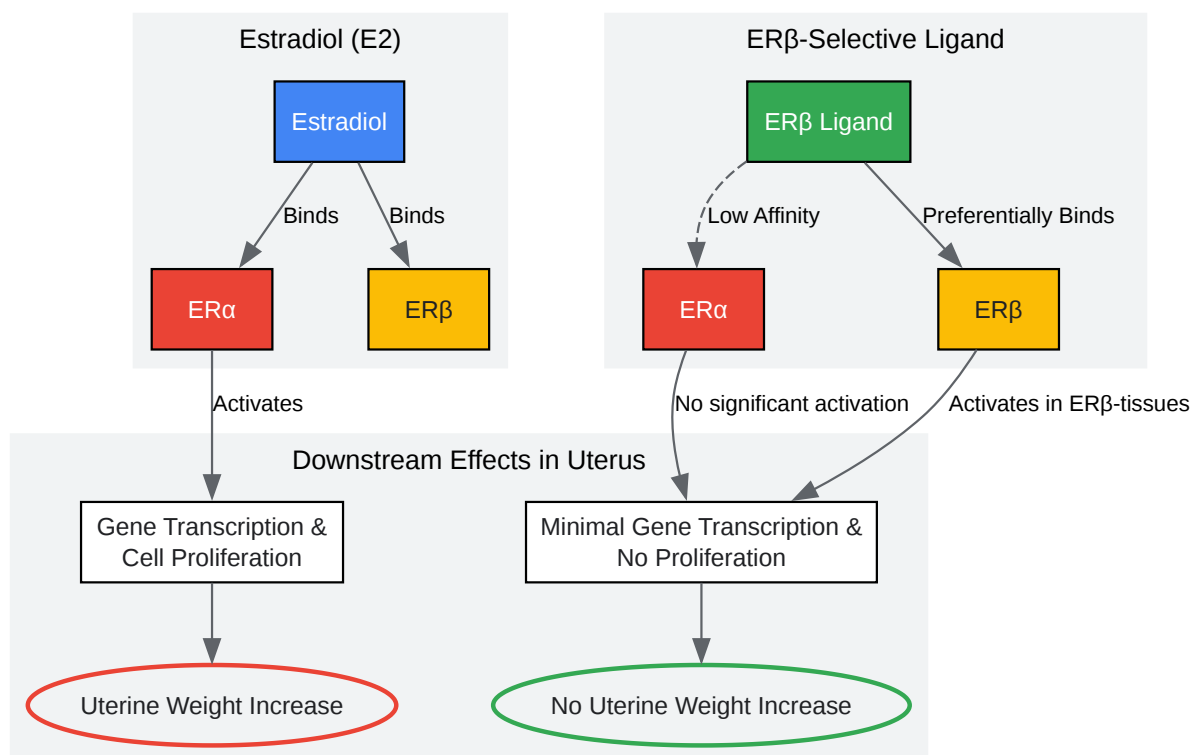 Estradiol (E2)
ERβ-Selective Ligand
Estradiol
ERβ Ligand
Binds
Binds
Low Affinity
Preferentially Binds
ERα
ERβ
ERα
ERβ
Activates
No significant activation
Activates in ERβ-tissues
Downstream Effects in Uterus
Gene Transcription &
Cell Proliferation
Minimal Gene Transcription &
No Proliferation
Uterine Weight Increase
No Uterine Weight Increase